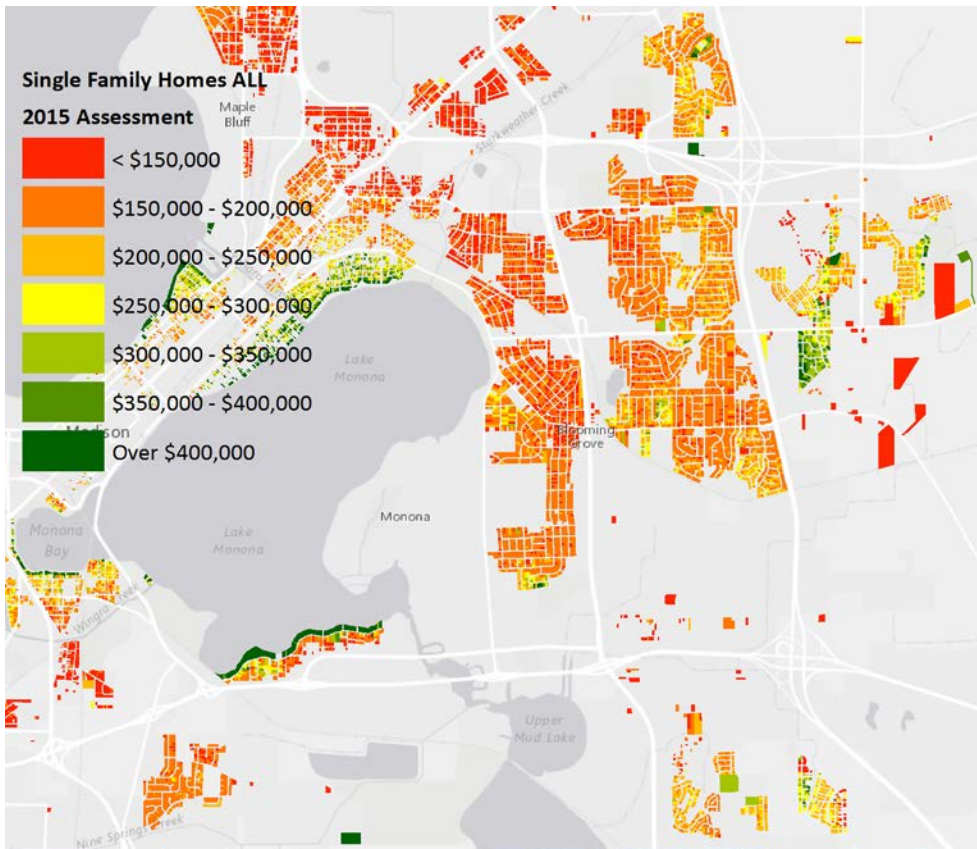 Single Family Homes ALL
2015 Assessment
< $150,000
$150,000 - $200,000
$200,000 - $250,000
$250,000 - $300,000
$300,000 - $350,000
$350,000 - $400,000
Over $400,000
Maple
Bluff
Starkweather Creek
Lake
Monona
Madison
Blooming
Grove
Monona
Monona
Bay
Lake
Monona
Wingra Creek
Upper
Mud Lake
Nine Springs Creek